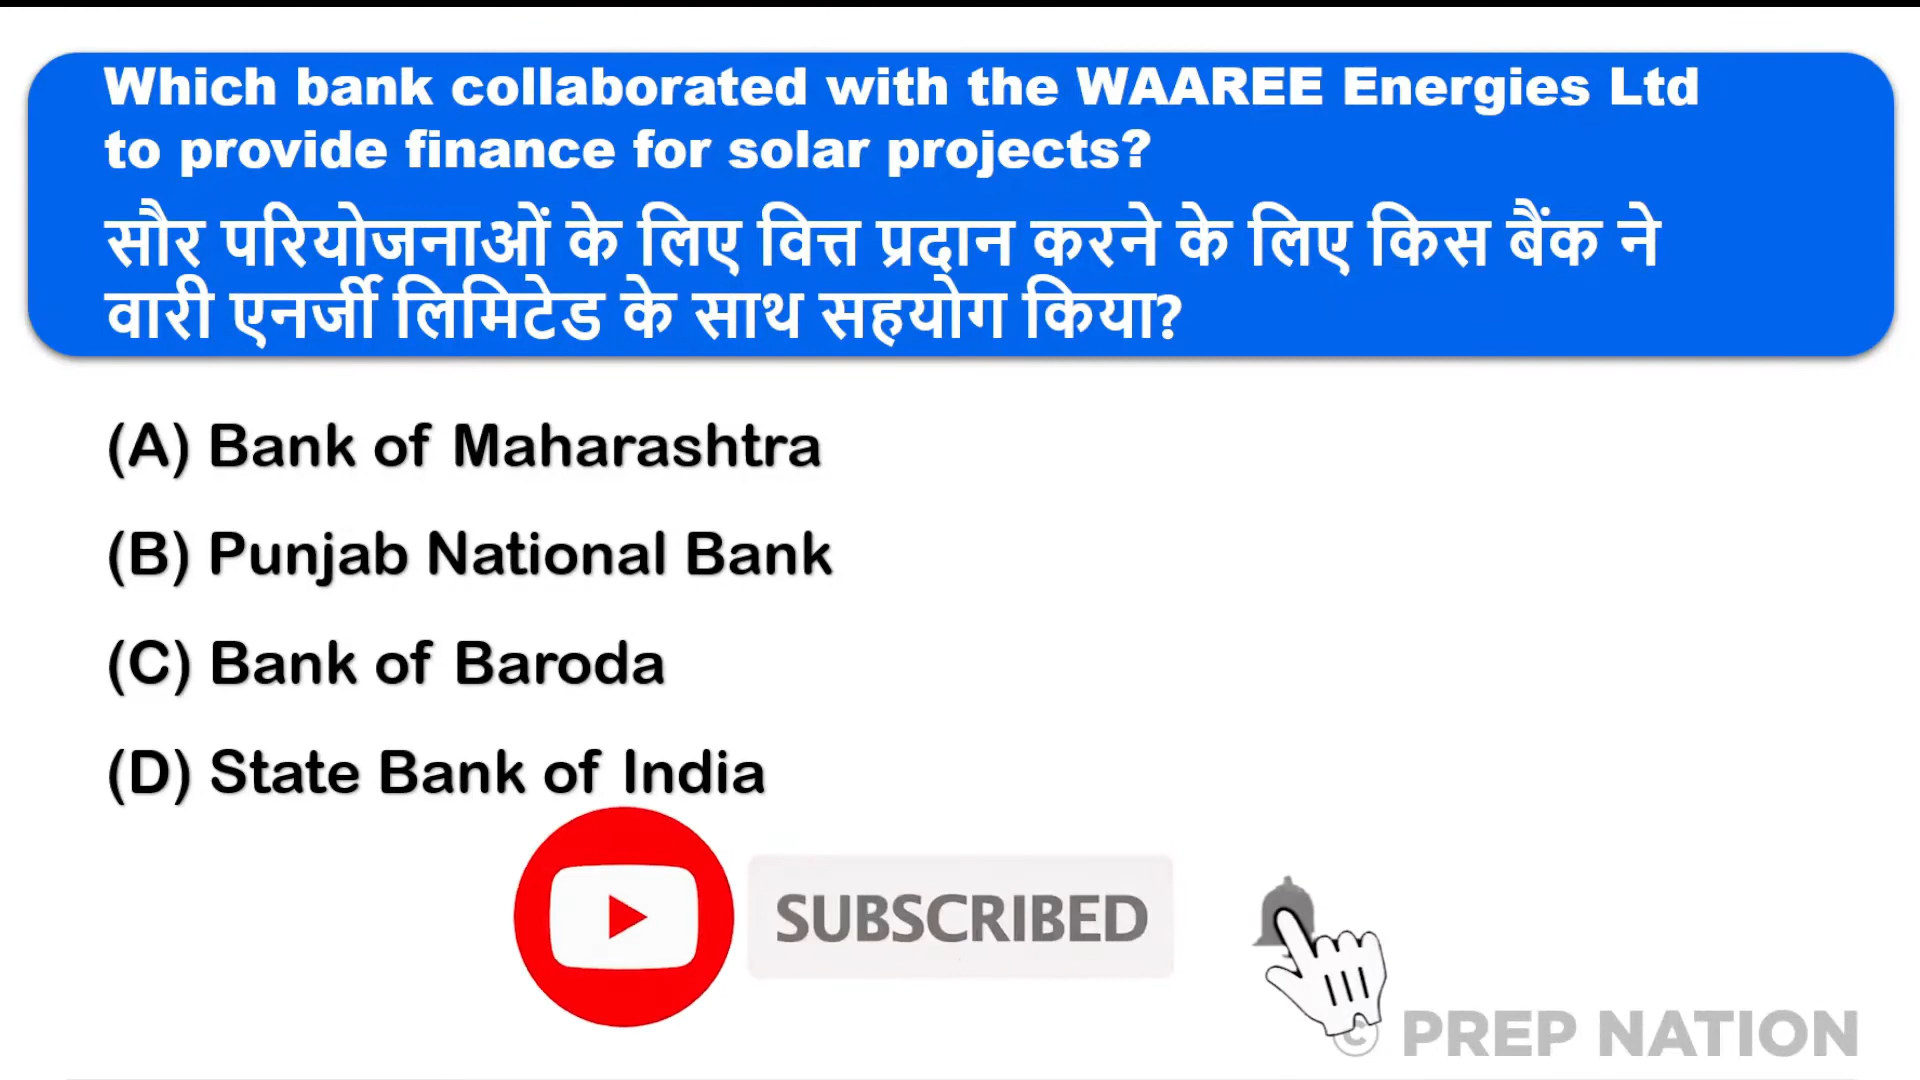 Which bank collaborated with the WAAREE Energies Ltd
to provide finance for solar projects?
सौर परियोजनाओं के लिए वित्त प्रदान करने के लिए किस बैंक ने
वारी एनर्जी लिमिटेड के साथ सहयोग किया?
(A) Bank of Maharashtra
(B) Punjab National Bank
(C) Bank of Baroda
(D) State Bank of India
SUBSCRIBED
© PREP NATION